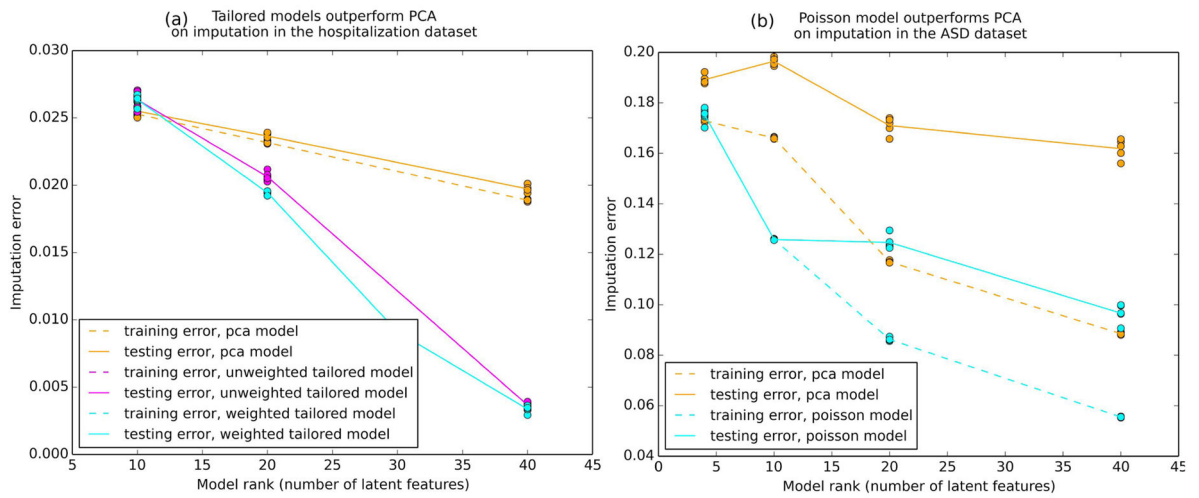 (a)
Tailored models outperform PCA
on imputation in the hospitalization dataset
0.030
0.025
0.020
0.015
0.010
0.005
0.000
Imputation error
training error, pca model
testing error, pca model
training error, unweighted tailored model
testing error, unweighted tailored model
training error, weighted tailored model
testing error, weighted tailored model
5 10 15 20 25 30 35 40 45
Model rank (number of latent features)
(b)
Poisson model outperforms PCA
on imputation in the ASD dataset
0.20
0.18
0.16
0.14
0.12
0.10
0.08
0.06
0.04
Imputation error
training error, pca model
testing error, pca model
training error, poisson model
testing error, poisson model
0 5 10 15 20 25 30 35 40 45
Model rank (number of latent features)